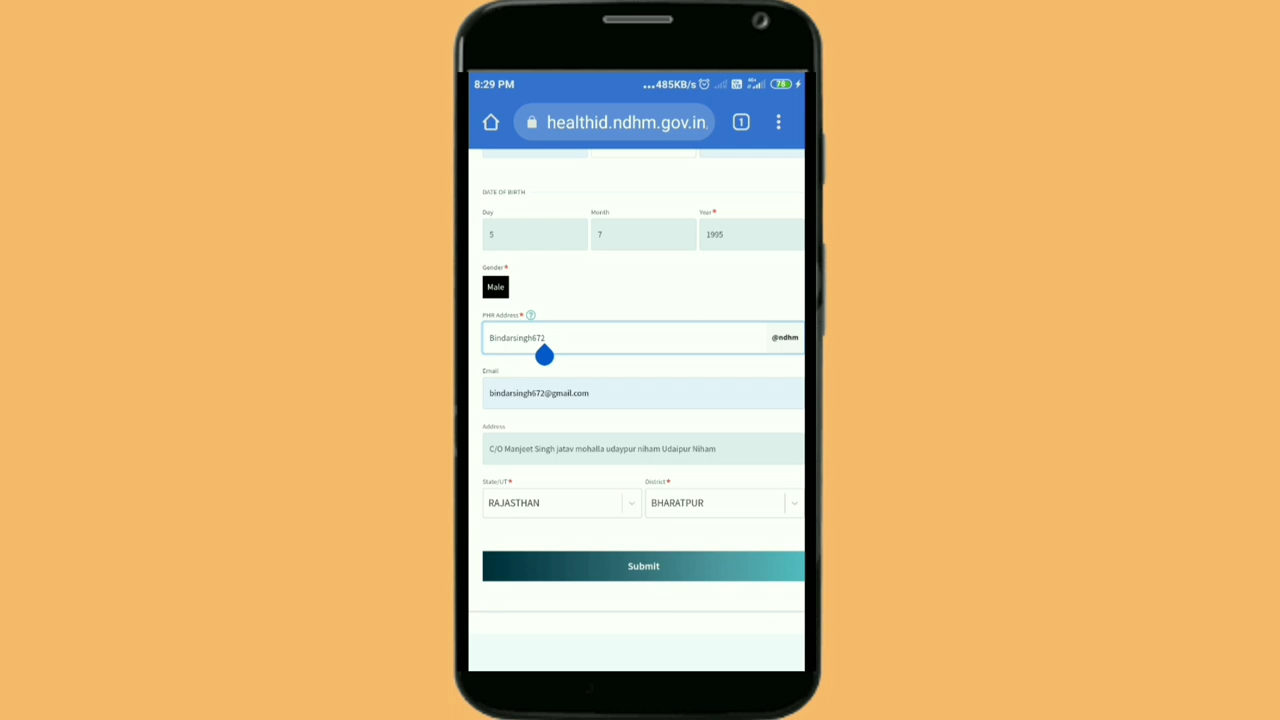 8:29 PM
...485KB/s
78
healthid.ndhm.gov.in
1
DATE OF BIRTH
Day Month Year*
5 7 1995
Gender*
Male
PHR Address* ?
Bindarsingh672 @ndhm
Email
bindarsingh672@gmail.com
Address
C/O Manjeet Singh jatav mohalla udaypur niham Udaipur Niham
State/UT* District*
RAJASTHAN BHARATPUR
Submit